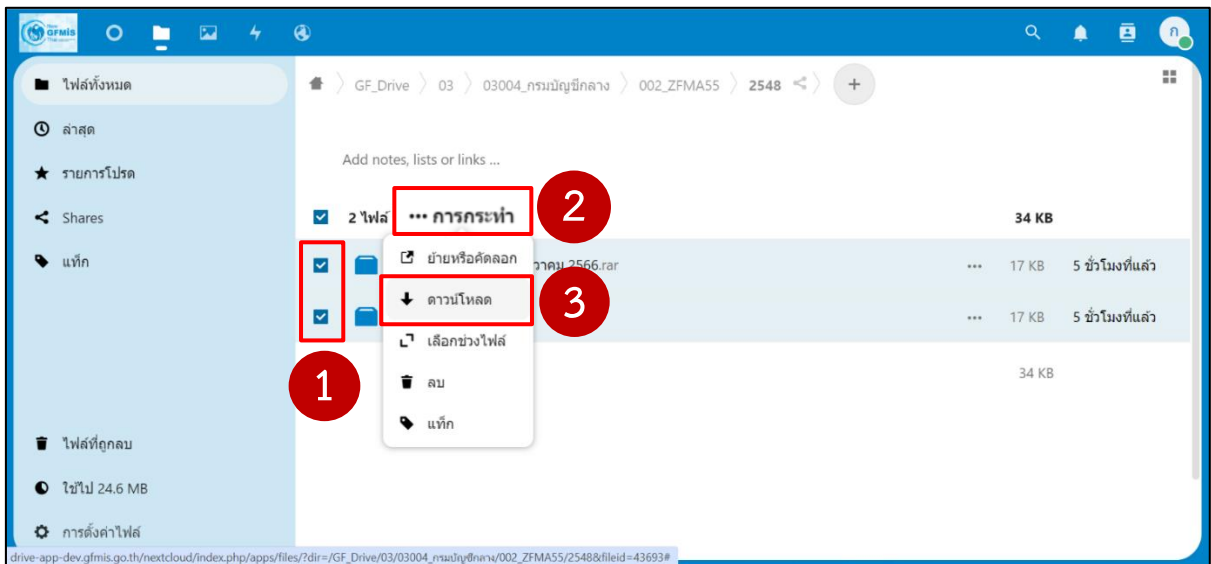 New
GFMIS
Thai
ก
ไฟล์ทั้งหมด
GF_Drive 03 03004_กรมบัญชีกลาง 002_ZFMA55 2548 +
ล่าสุด
Add notes, lists or links ...
รายการโปรด
Shares
2 ไฟล์ ••• การกระทำ 2 34 KB
แท็ก
ย้ายหรือคัดลอก วาคม 2566.rar ••• 17 KB 5 ชั่วโมงที่แล้ว
ดาวน์โหลด 3 ••• 17 KB 5 ชั่วโมงที่แล้ว
เลือกช่วงไฟล์
1 ลบ 34 KB
แท็ก
ไฟล์ที่ถูกลบ
ใช้ไป 24.6 MB
การตั้งค่าไฟล์
drive-app-dev.gfmis.go.th/nextcloud/index.php/apps/files/?dir=/GF_Drive/03/03004_กรมบัญชีกลาง/002_ZFMA55/2548&fileid=43693#